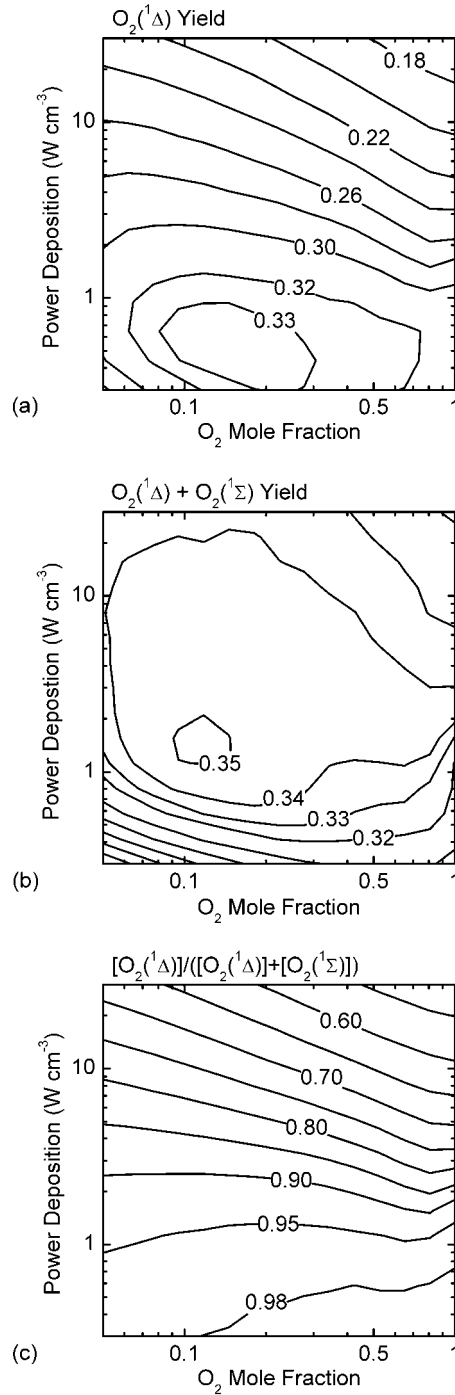 O₂(¹Δ) Yield
Power Deposition (W cm⁻³)
10
1
0.18
0.22
0.26
0.30
0.32
0.33
0.1
0.5
1
(a)
O₂ Mole Fraction
O₂(¹Δ) + O₂(¹Σ) Yield
Power Depostion (W cm⁻³)
10
1
0.35
0.34
0.33
0.32
0.1
0.5
1
(b)
O₂ Mole Fraction
[O₂(¹Δ)]/([O₂(¹Δ)]+[O₂(¹Σ)])
Power Deposition (W cm⁻³)
10
1
0.60
0.70
0.80
0.90
0.95
0.98
0.1
0.5
1
(c)
O₂ Mole Fraction